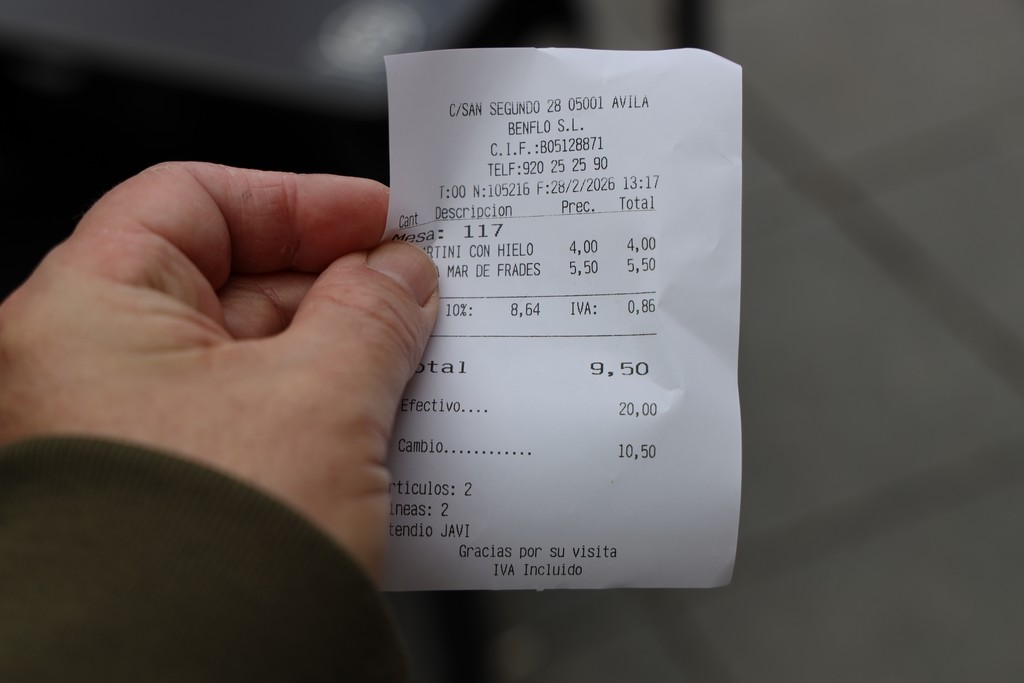 C/SAN SEGUNDO 28 05001 AVILA
BENFLO S.L.
C.I.F.:B05128871
TELF:920 25 25 90
T:00 N:105216 F:28/2/2026 13:17
Cant Descripcion Prec. Total
Mesa: 117
RTINI CON HIELO 4,00 4,00
MAR DE FRADES 5,50 5,50
10%: 8,64 IVA: 0,86
otal 9,50
Efectivo.... 20,00
Cambio............ 10,50
rticulos: 2
ineas: 2
tendio JAVI
Gracias por su visita
IVA Incluido